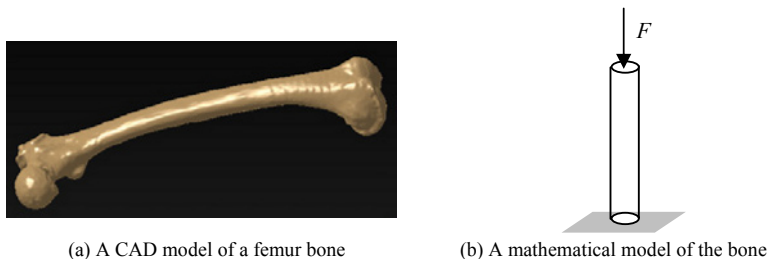 F
(a) A CAD model of a femur bone
(b) A mathematical model of the bone